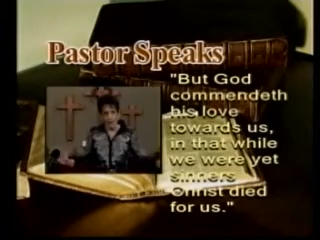 Pastor Speaks
"But God
commendeth
his love
towards us,
in that while
we were yet
sinners
Christ died
for us."